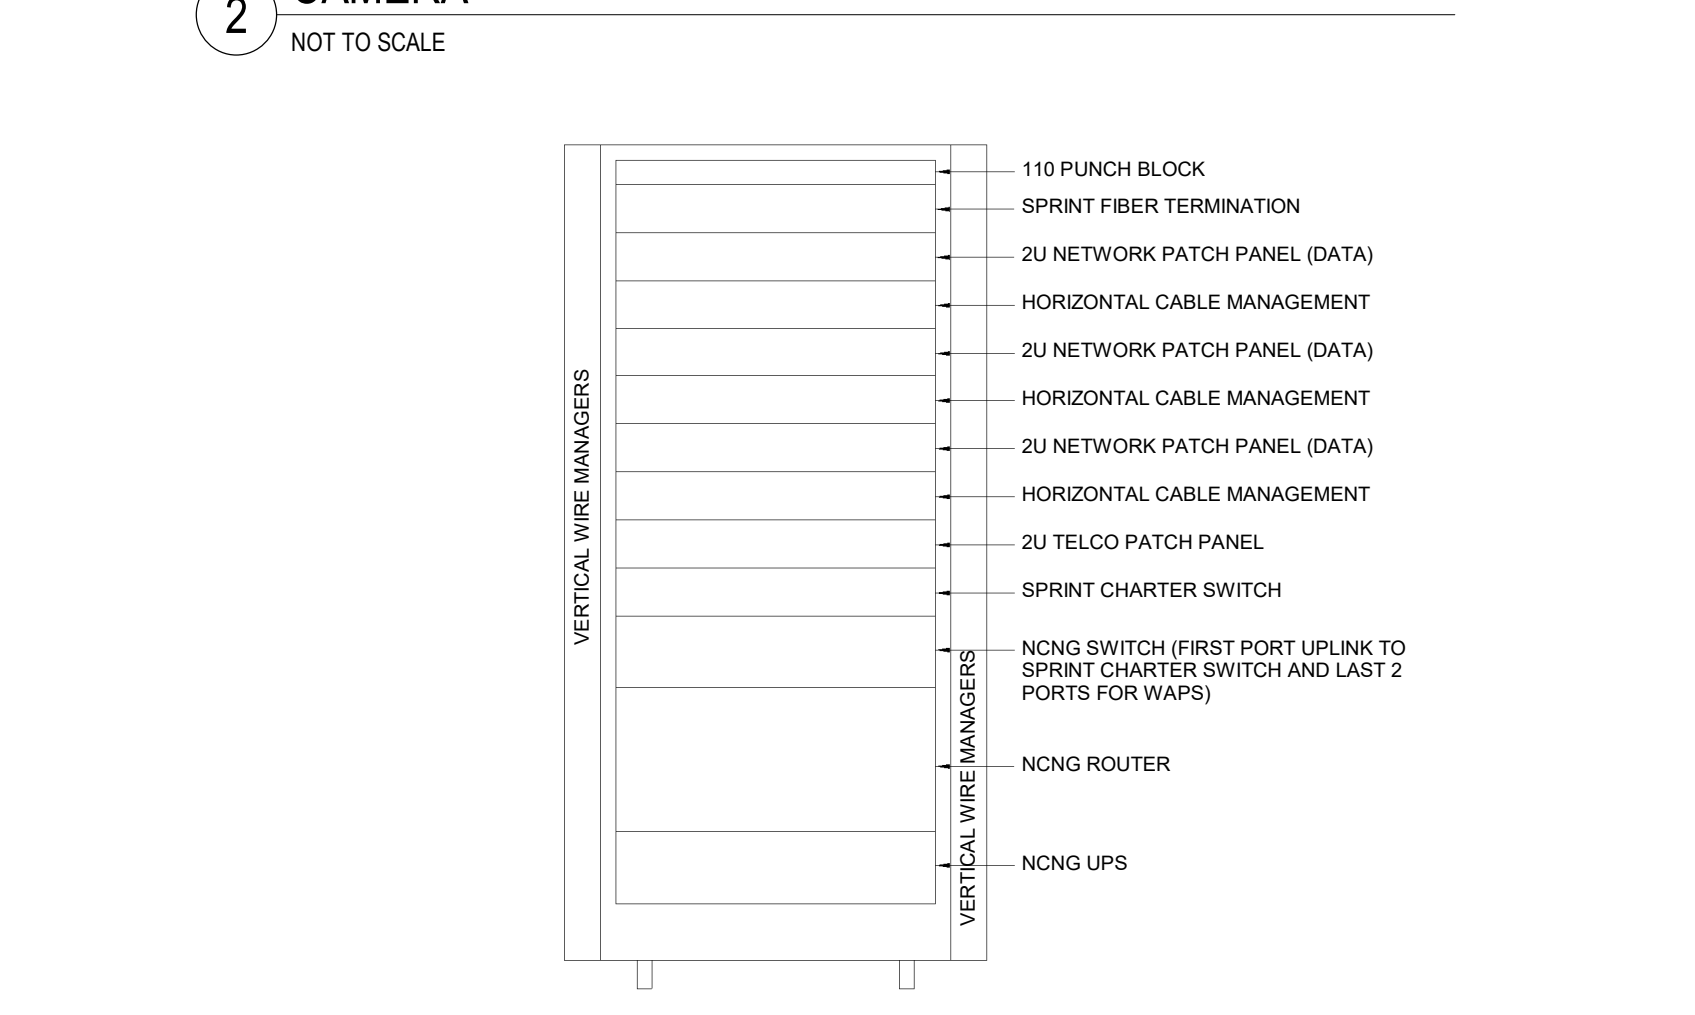 2
CAMERA
NOT TO SCALE
110 PUNCH BLOCK
SPRINT FIBER TERMINATION
2U NETWORK PATCH PANEL (DATA)
HORIZONTAL CABLE MANAGEMENT
2U NETWORK PATCH PANEL (DATA)
HORIZONTAL CABLE MANAGEMENT
2U NETWORK PATCH PANEL (DATA)
HORIZONTAL CABLE MANAGEMENT
2U TELCO PATCH PANEL
SPRINT CHARTER SWITCH
NCNG SWITCH (FIRST PORT UPLINK TO
SPRINT CHARTER SWITCH AND LAST 2
PORTS FOR WAPS)
NCNG ROUTER
NCNG UPS
VERTICAL WIRE MANAGERS
VERTICAL WIRE MANAGERS